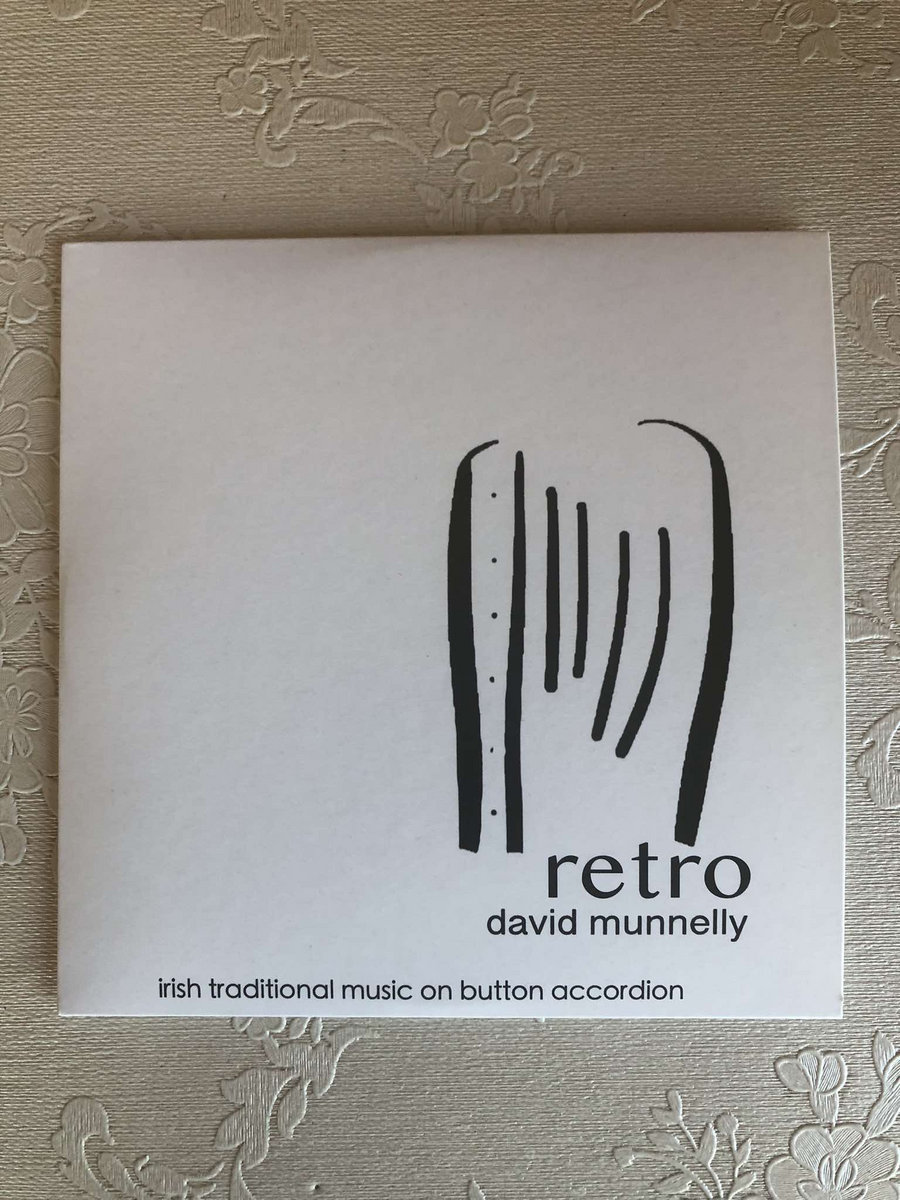 retro
david munnelly
irish traditional music on button accordion